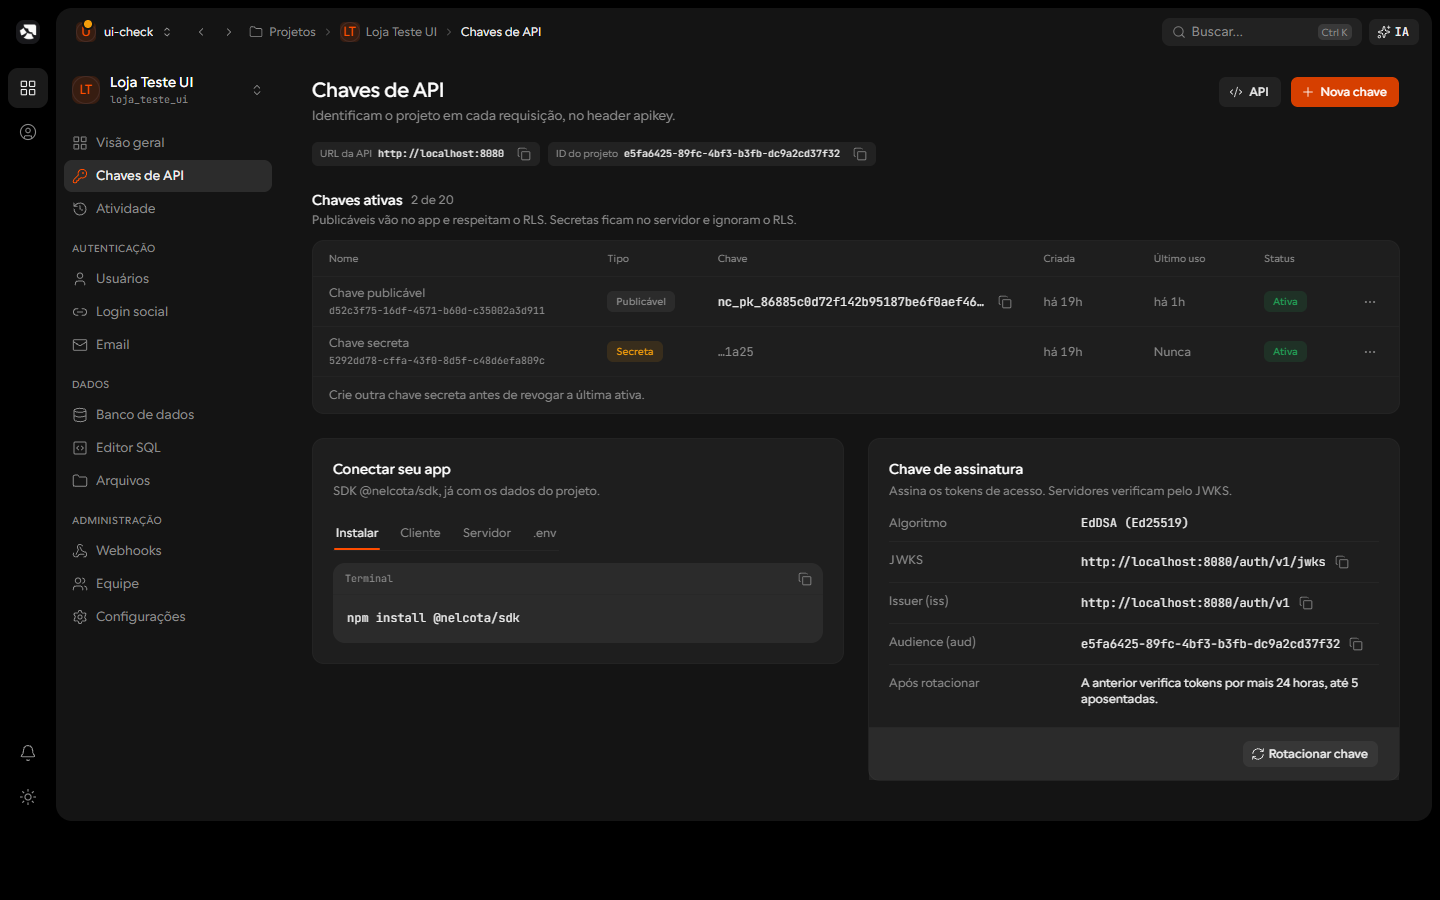 U ui-check
Projetos
LT Loja Teste UI
Chaves de API
Buscar...
Ctrl K
IA
LT Loja Teste UI
loja_teste_ui
Visão geral
Chaves de API
Atividade
AUTENTICAÇÃO
Usuários
Login social
Email
DADOS
Banco de dados
Editor SQL
Arquivos
ADMINISTRAÇÃO
Webhooks
Equipe
Configurações
Chaves de API
Identificam o projeto em cada requisição, no header apikey.
API
Nova chave
URL da API http://localhost:8080
ID do projeto e5fa6425-89fc-4bf3-b3fb-dc9a2cd37f32
Chaves ativas 2 de 20
Publicáveis vão no app e respeitam o RLS. Secretas ficam no servidor e ignoram o RLS.
Nome Tipo Chave Criada Último uso Status
Chave publicável
d52c3f75-16df-4571-b60d-c35002a3d911
Publicável nc_pk_86885c0d72f142b95187be6f0aef46… há 19h há 1h Ativa
Chave secreta
5292dd78-cffa-43f0-8d5f-c48d6efa809c
Secreta …1a25 há 19h Nunca Ativa
Crie outra chave secreta antes de revogar a última ativa.
Conectar seu app
SDK @nelcota/sdk, já com os dados do projeto.
Instalar Cliente Servidor .env
Terminal
npm install @nelcota/sdk
Chave de assinatura
Assina os tokens de acesso. Servidores verificam pelo JWKS.
Algoritmo EdDSA (Ed25519)
JWKS http://localhost:8080/auth/v1/jwks
Issuer (iss) http://localhost:8080/auth/v1
Audience (aud) e5fa6425-89fc-4bf3-b3fb-dc9a2cd37f32
Após rotacionar A anterior verifica tokens por mais 24 horas, até 5
aposentadas.
Rotacionar chave